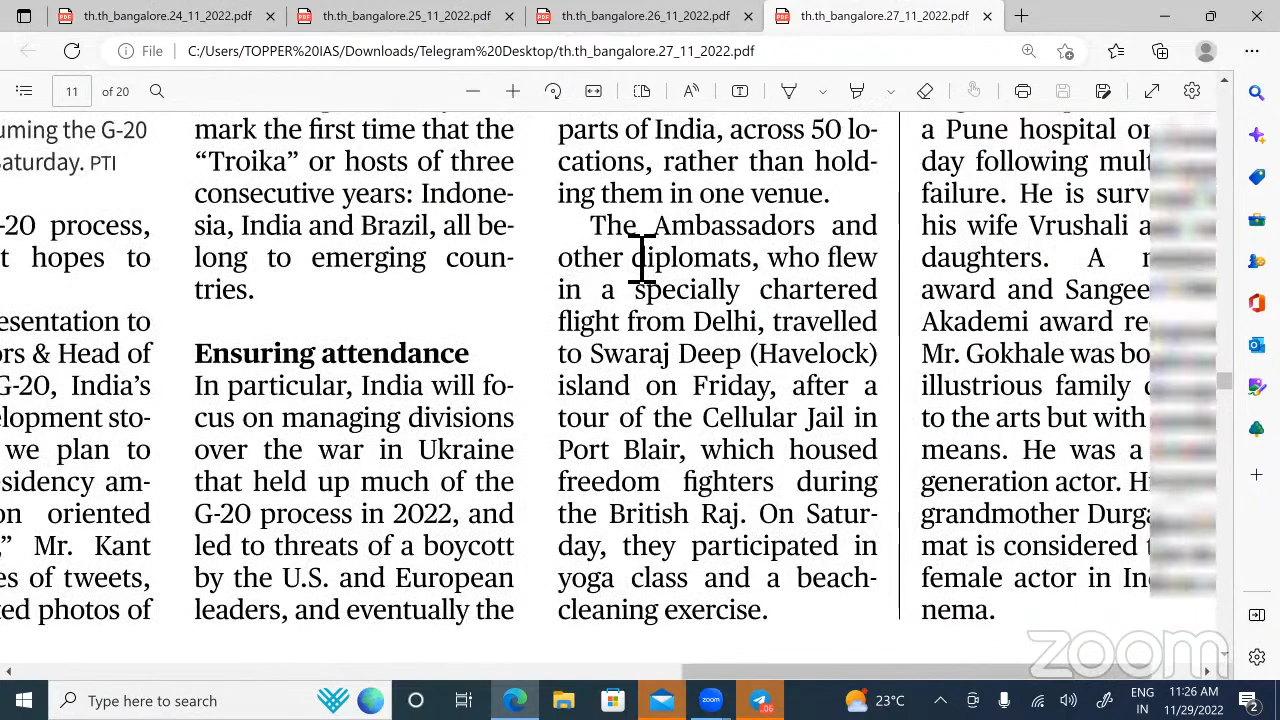 th.th_bangalore.24_11_2022.pdf
th.th_bangalore.25_11_2022.pdf
th.th_bangalore.26_11_2022.pdf
th.th_bangalore.27_11_2022.pdf
File
C:/Users/TOPPER%20IAS/Downloads/Telegram%20Desktop/th.th_bangalore.27_11_2022.pdf
11
of 20
uming the G-20
aturday. PTI
-20 process,
t hopes to
esentation to
ors & Head of
G-20, India's
elopment sto-
we plan to
sidency am-
on oriented
,” Mr. Kant
es of tweets,
ted photos of
mark the first time that the
“Troika” or hosts of three
consecutive years: Indone-
sia, India and Brazil, all be-
long to emerging coun-
tries.
Ensuring attendance
In particular, India will fo-
cus on managing divisions
over the war in Ukraine
that held up much of the
G-20 process in 2022, and
led to threats of a boycott
by the U.S. and European
leaders, and eventually the
parts of India, across 50 lo-
cations, rather than hold-
ing them in one venue.
The Ambassadors and
other diplomats, who flew
in a specially chartered
flight from Delhi, travelled
to Swaraj Deep (Havelock)
island on Friday, after a
tour of the Cellular Jail in
Port Blair, which housed
freedom fighters during
the British Raj. On Satur-
day, they participated in
yoga class and a beach-
cleaning exercise.
a Pune hospital on
day following mult
failure. He is surv
his wife Vrushali a
daughters. A
award and Sangee
Akademi award re
Mr. Gokhale was bo
illustrious family
to the arts but with
means. He was a
generation actor. Hi
grandmother Durga
mat is considered
female actor in In
nema.
zoom
Type here to search
zoom
.06
23°C
ENG
IN
11:26 AM
11/29/2022
2